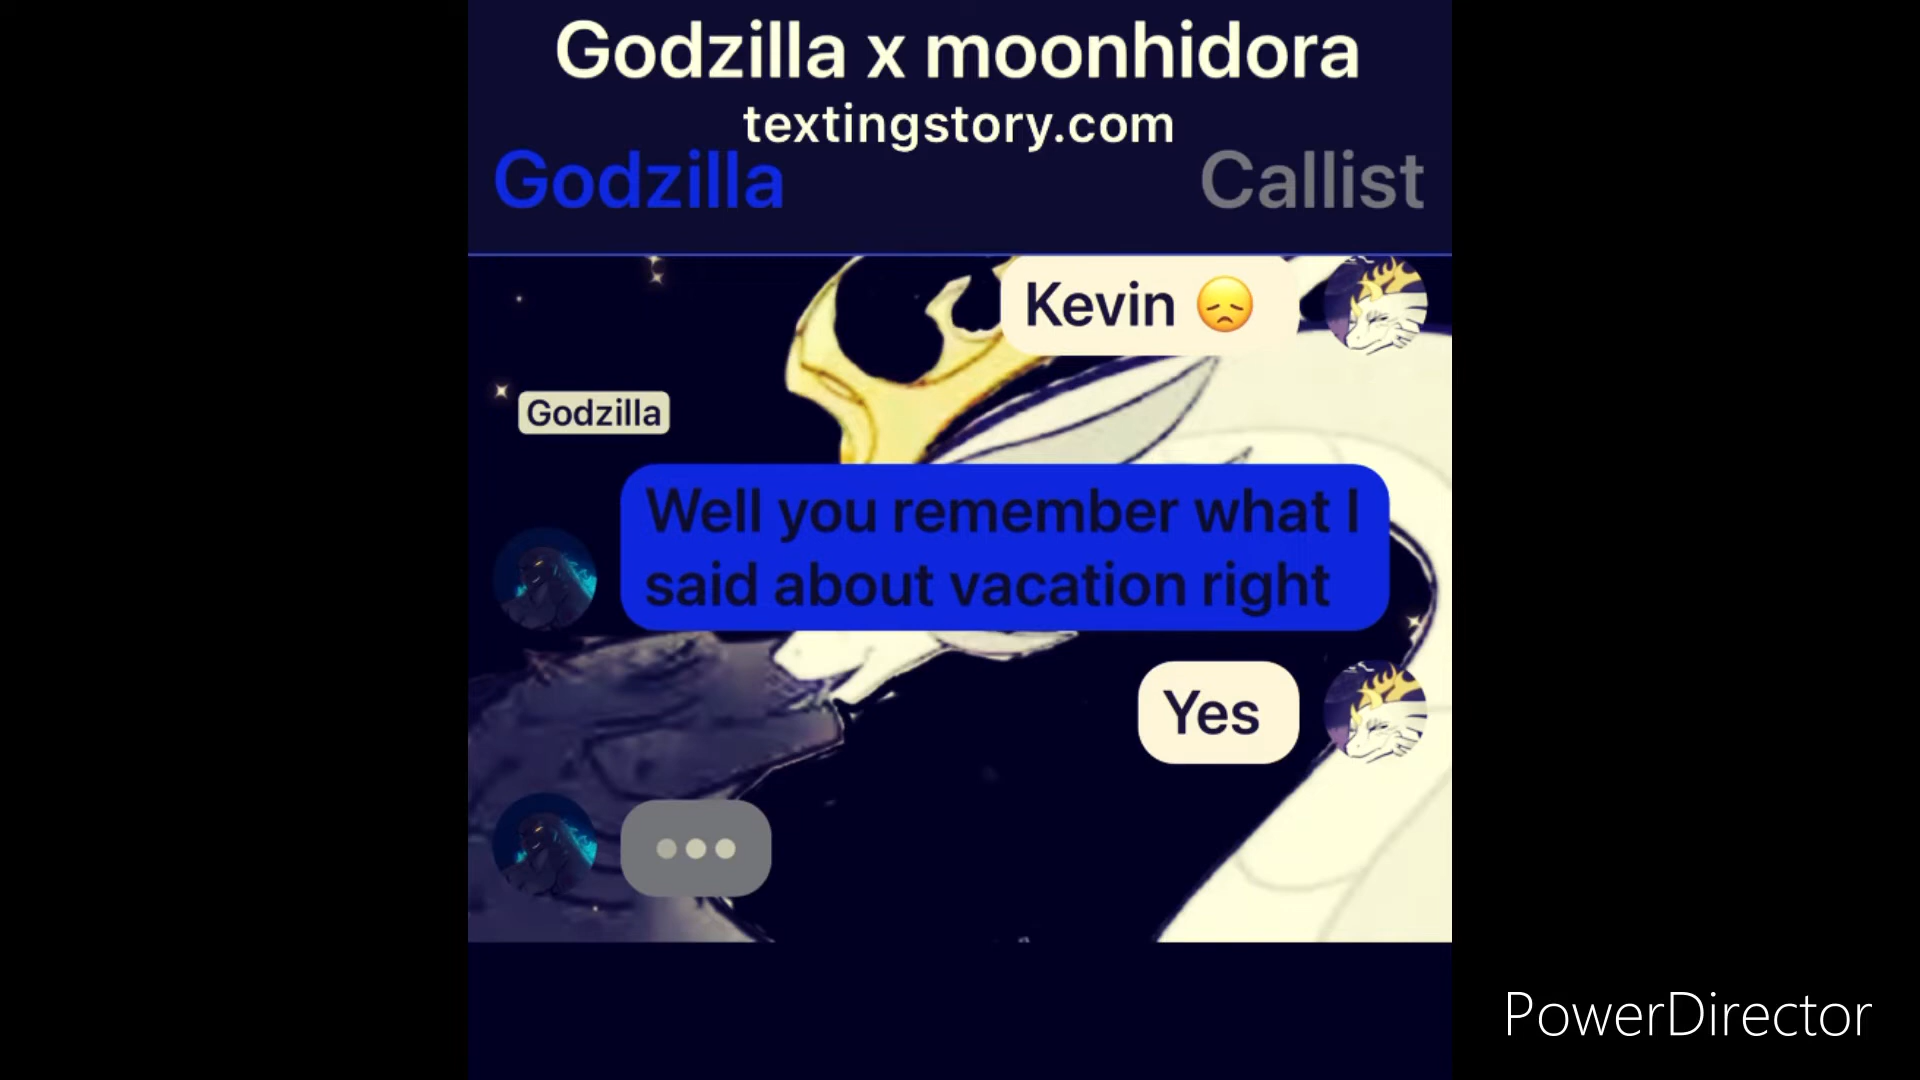 Godzilla x moonhidora
textingstory.com
Godzilla
Callist
Kevin 😞
Godzilla
Well you remember what I
said about vacation right
Yes
PowerDirector